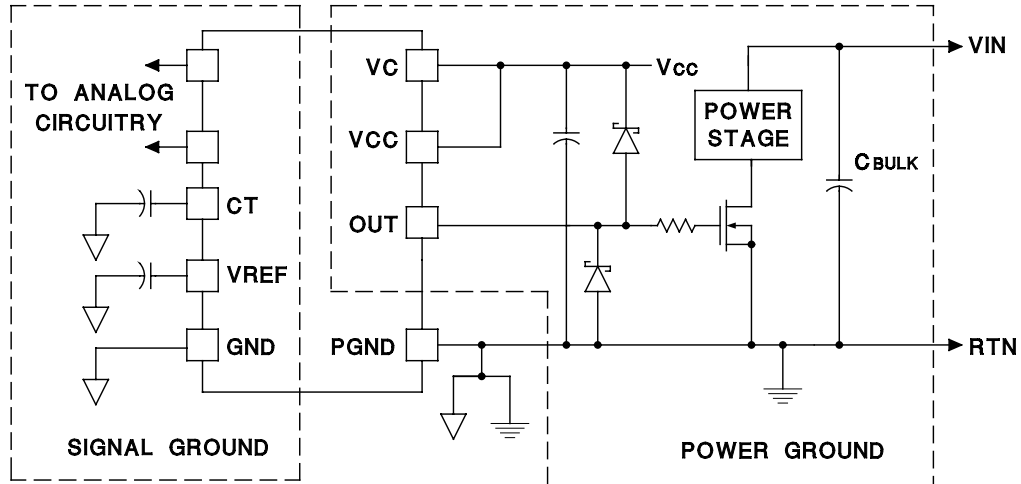 VIN
VC
VCC
TO ANALOG
CIRCUITRY
POWER
STAGE
VCC
CBULK
CT
OUT
VREF
GND
PGND
RTN
SIGNAL GROUND
POWER GROUND